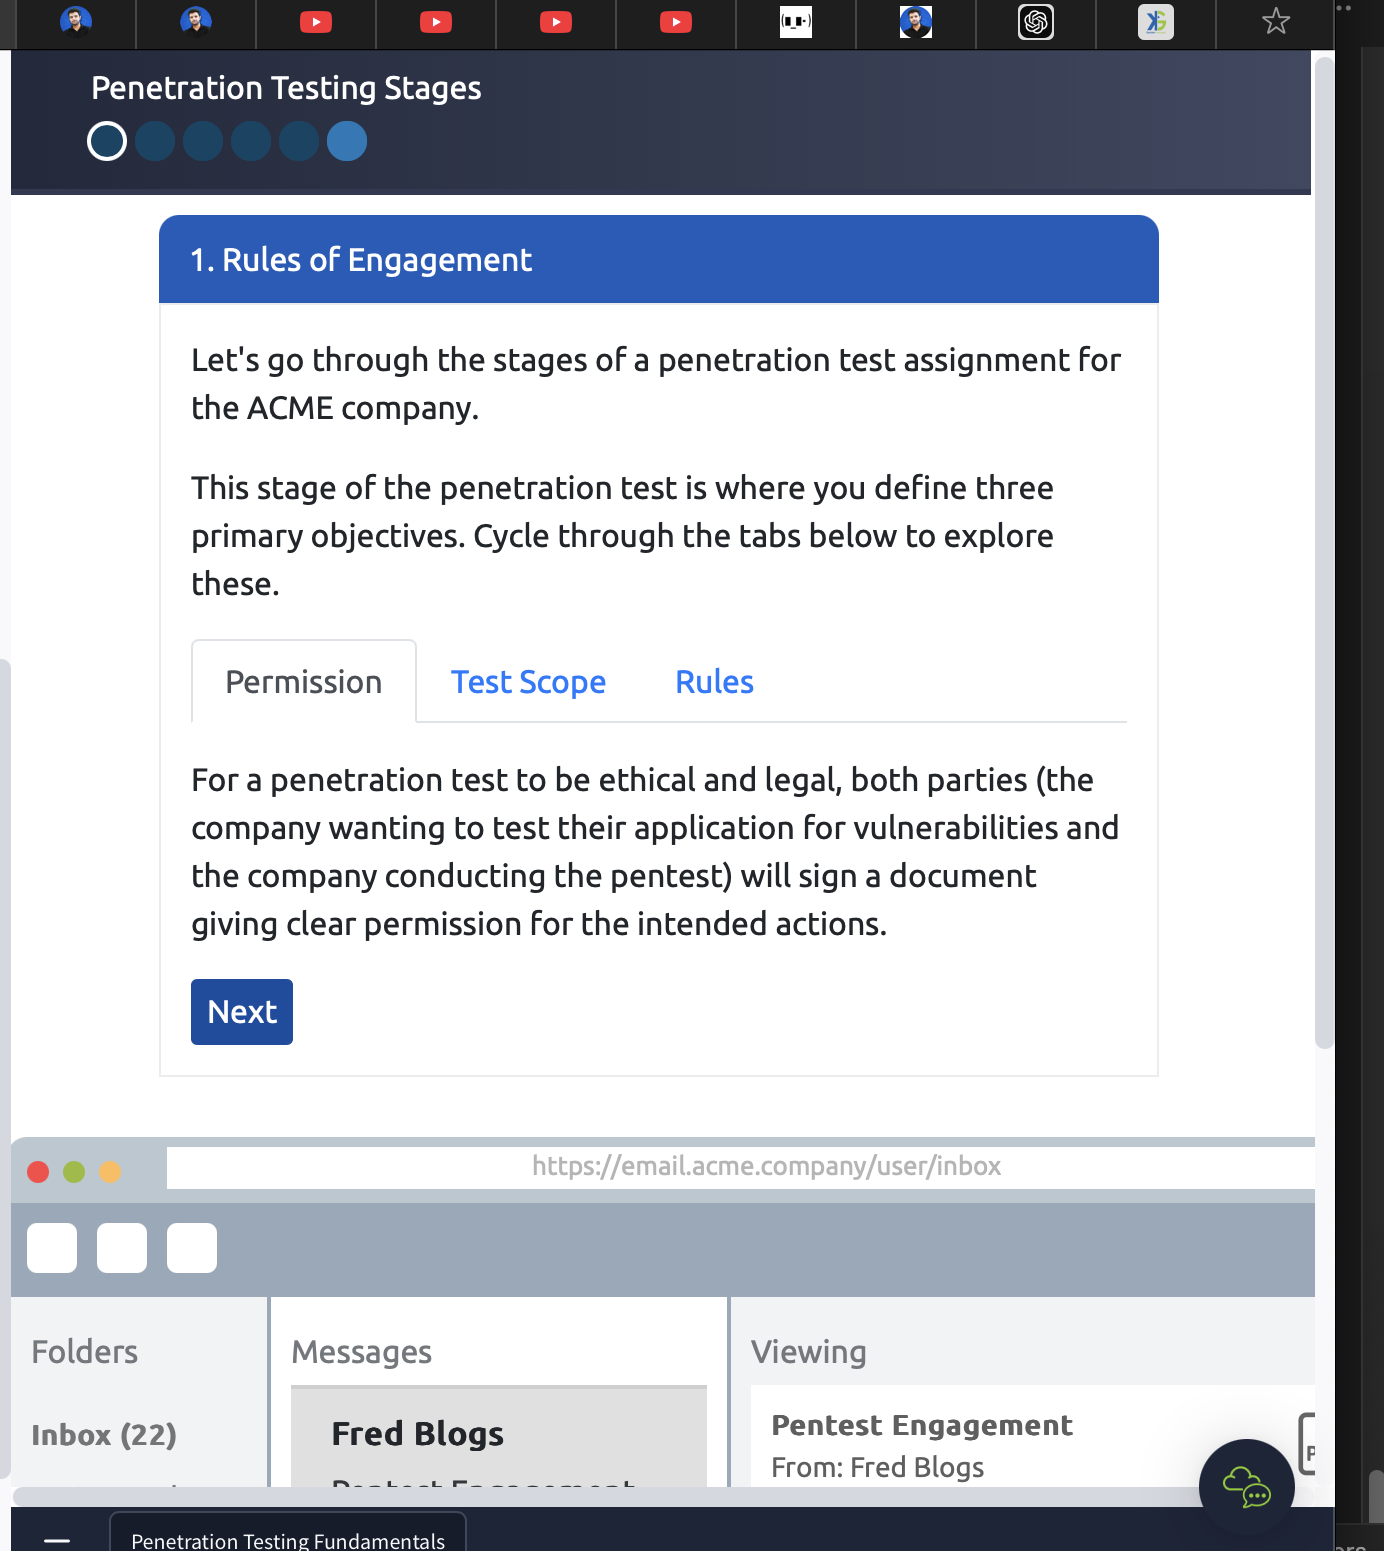 Penetration Testing Stages
1. Rules of Engagement
Let's go through the stages of a penetration test assignment for
the ACME company.
This stage of the penetration test is where you define three
primary objectives. Cycle through the tabs below to explore
these.
Permission Test Scope Rules
For a penetration test to be ethical and legal, both parties (the
company wanting to test their application for vulnerabilities and
the company conducting the pentest) will sign a document
giving clear permission for the intended actions.
Next
https://email.acme.company/user/inbox
Folders
Inbox (22)
Messages
Fred Blogs
Pentest Engagement
Viewing
Pentest Engagement
From: Fred Blogs
Penetration Testing Fundamentals